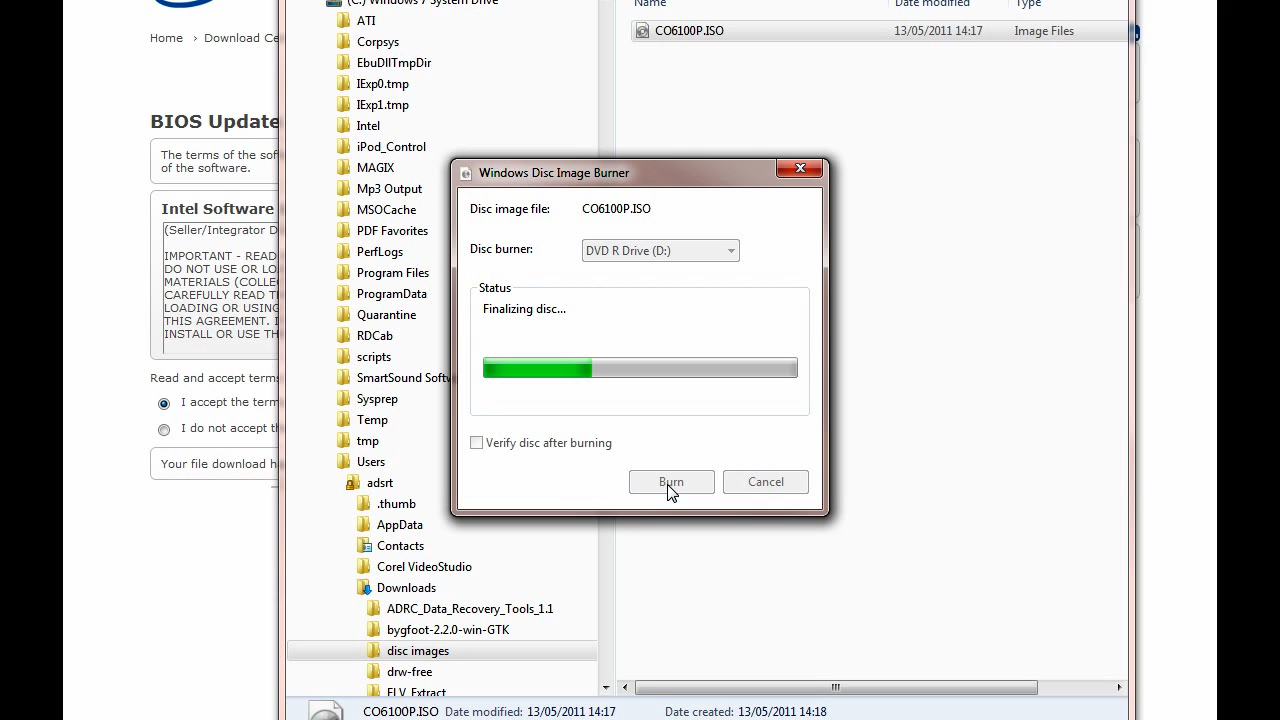 Home › Download Ce
BIOS Update
The terms of the sof
of the software.
Intel Software
(Seller/Integrator D
IMPORTANT - READ
DO NOT USE OR LO
MATERIALS (COLLE
CAREFULLY READ T
LOADING OR USING
THIS AGREEMENT. I
INSTALL OR USE TH
Read and accept terms
I accept the term
I do not accept th
Your file download h
(C:) Windows 7 System Drive
ATI
Corpsys
EbuDllTmpDir
IExp0.tmp
IExp1.tmp
Intel
iPod_Control
MAGIX
Mp3 Output
MSOCache
PDF Favorites
PerfLogs
Program Files
ProgramData
Quarantine
RDCab
scripts
SmartSound Softw
Sysprep
Temp
tmp
Users
adsrt
.thumb
AppData
Contacts
Corel VideoStudio
Downloads
ADRC_Data_Recovery_Tools_1.1
bygfoot-2.2.0-win-GTK
disc images
drw-free
FLV_Extract
Name Date modified Type
CO6100P.ISO 13/05/2011 14:17 Image Files
Windows Disc Image Burner
Disc image file: CO6100P.ISO
Disc burner: DVD R Drive (D:)
Status
Finalizing disc...
Verify disc after burning
Burn Cancel
CO6100P.ISO Date modified: 13/05/2011 14:17 Date created: 13/05/2011 14:18